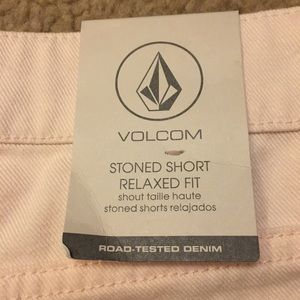 VOLCOM
STONED SHORT
RELAXED FIT
shout taille haute
stoned shorts relajados
ROAD-TESTED DENIM